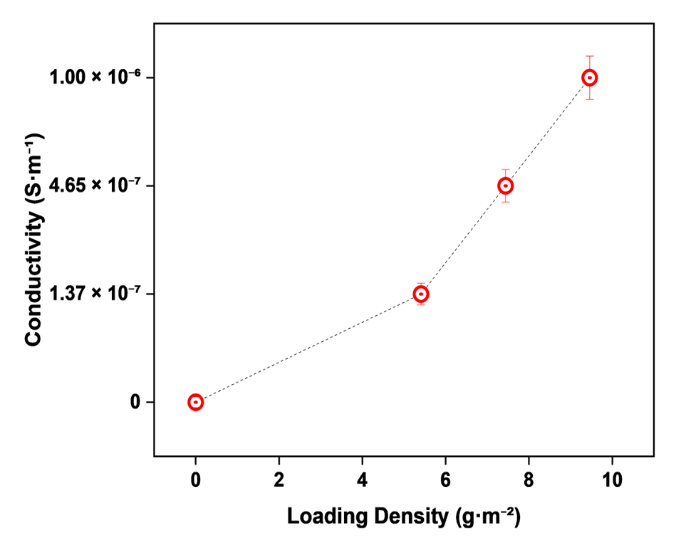 1.00 × 10⁻⁶
4.65 × 10⁻⁷
1.37 × 10⁻⁷
0
Conductivity (S·m⁻¹)
0 2 4 6 8 10
Loading Density (g·m⁻²)